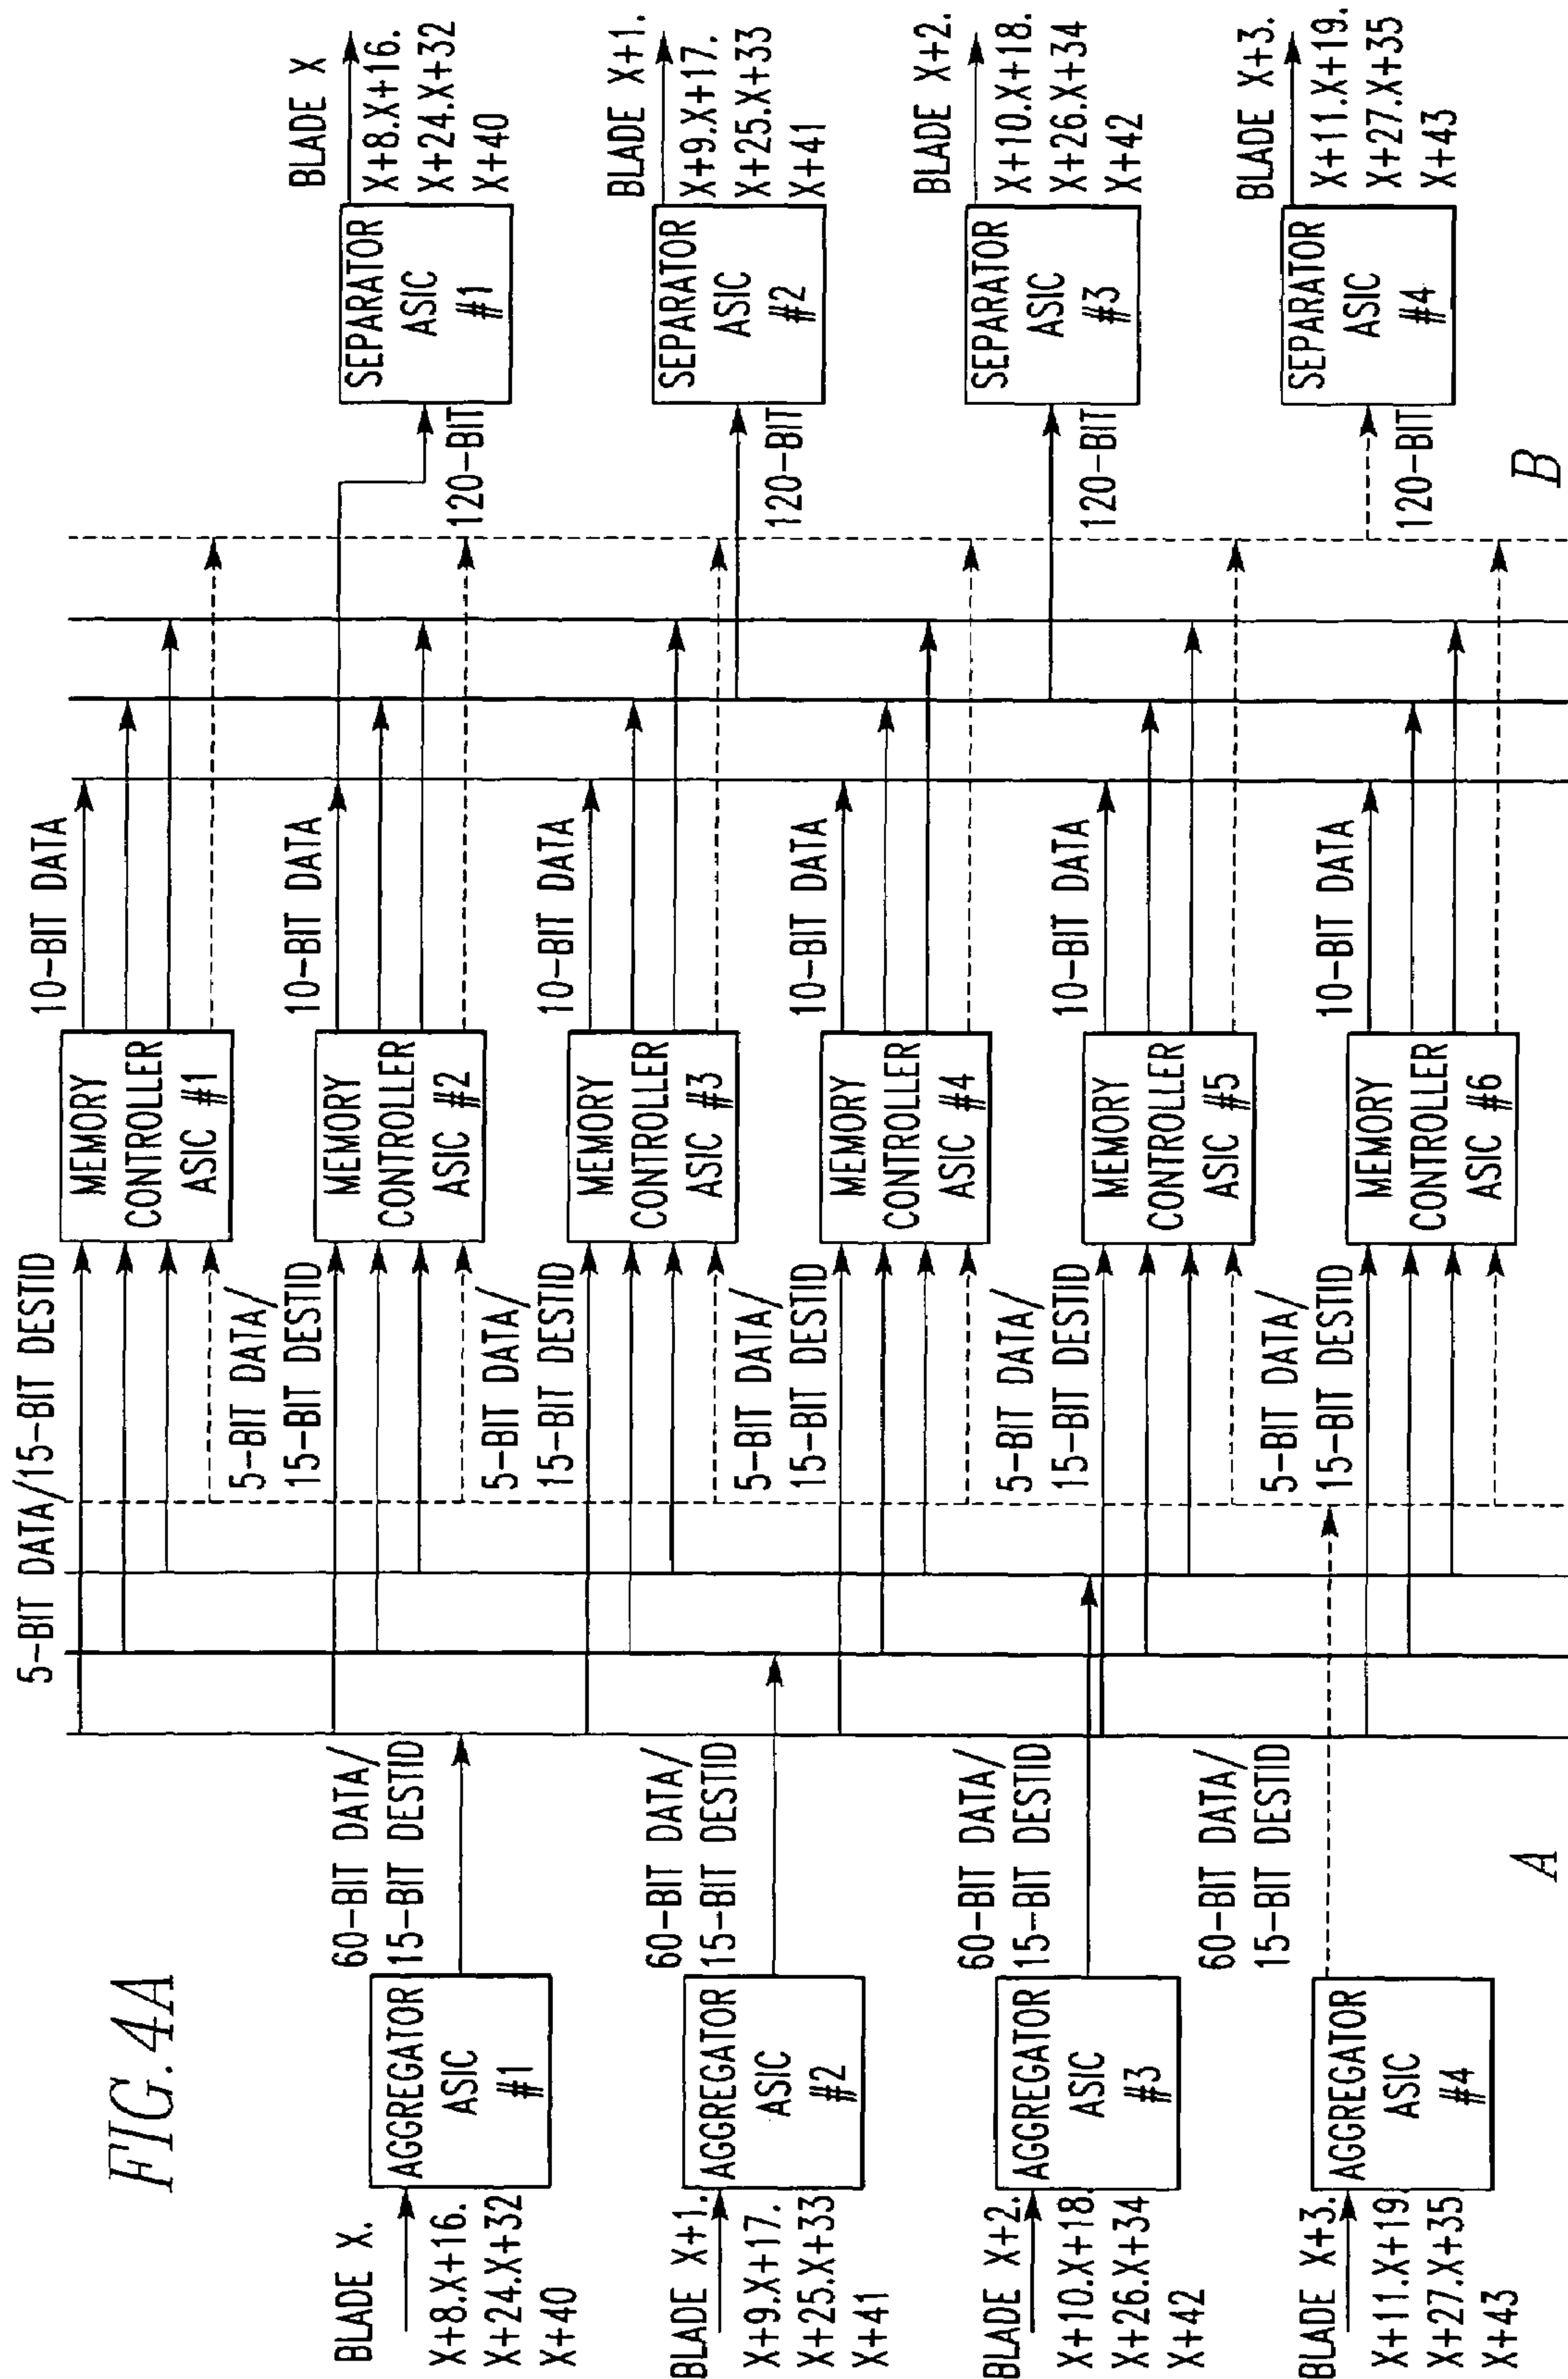 FIG. 4A
5-BIT DATA/15-BIT DESTID
BLADE X.
X+8.X+16.
X+24.X+32
X+40
AGGREGATOR
ASIC
#1
60-BIT DATA/
15-BIT DESTID
BLADE X+1.
X+9.X+17.
X+25.X+33
X+41
AGGREGATOR
ASIC
#2
60-BIT DATA/
15-BIT DESTID
BLADE X+2.
X+10.X+18.
X+26.X+34
X+42
AGGREGATOR
ASIC
#3
60-BIT DATA/
15-BIT DESTID
BLADE X+3.
X+11.X+19
X+27.X+35
X+43
AGGREGATOR
ASIC
#4
60-BIT DATA/
15-BIT DESTID
A
MEMORY
CONTROLLER
ASIC #1
10-BIT DATA
5-BIT DATA/
15-BIT DESTID
MEMORY
CONTROLLER
ASIC #2
10-BIT DATA
5-BIT DATA/
15-BIT DESTID
MEMORY
CONTROLLER
ASIC #3
10-BIT DATA
5-BIT DATA/
15-BIT DESTID
MEMORY
CONTROLLER
ASIC #4
10-BIT DATA
5-BIT DATA/
15-BIT DESTID
MEMORY
CONTROLLER
ASIC #5
10-BIT DATA
5-BIT DATA/
15-BIT DESTID
MEMORY
CONTROLLER
ASIC #6
10-BIT DATA
120-BIT
SEPARATOR
ASIC
#1
BLADE X
X+8.X+16.
X+24.X+32
X+40
120-BIT
SEPARATOR
ASIC
#2
BLADE X+1.
X+9.X+17.
X+25.X+33
X+41
120-BIT
SEPARATOR
ASIC
#3
BLADE X+2.
X+10.X+18.
X+26.X+34
X+42
120-BIT
SEPARATOR
ASIC
#4
BLADE X+3.
X+11.X+19.
X+27.X+35
X+43
B